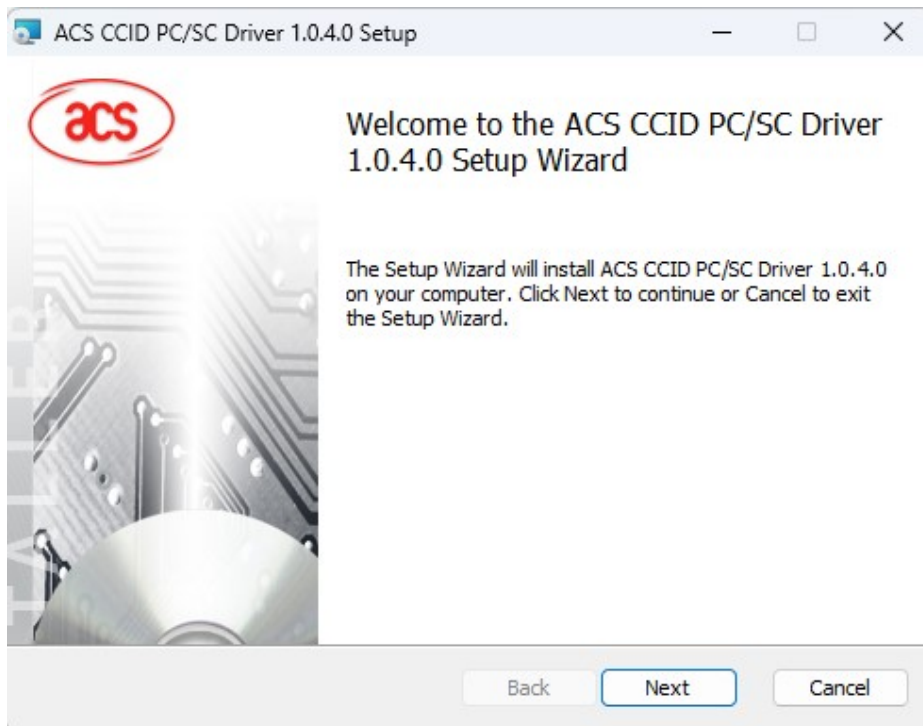 ACS CCID PC/SC Driver 1.0.4.0 Setup
acs
Welcome to the ACS CCID PC/SC Driver
1.0.4.0 Setup Wizard
The Setup Wizard will install ACS CCID PC/SC Driver 1.0.4.0
on your computer. Click Next to continue or Cancel to exit
the Setup Wizard.
Back
Next
Cancel